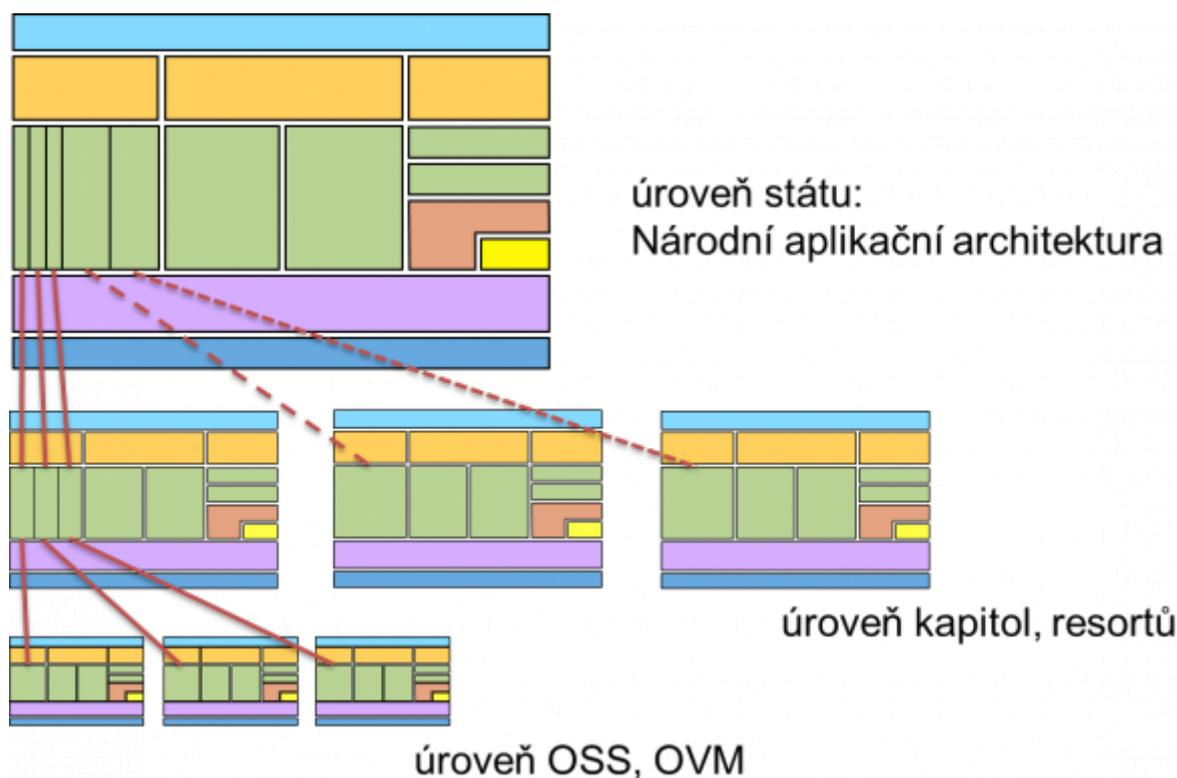 úroveň státu:
Národní aplikační architektura
úroveň kapitol, resortů
úroveň OSS, OVM